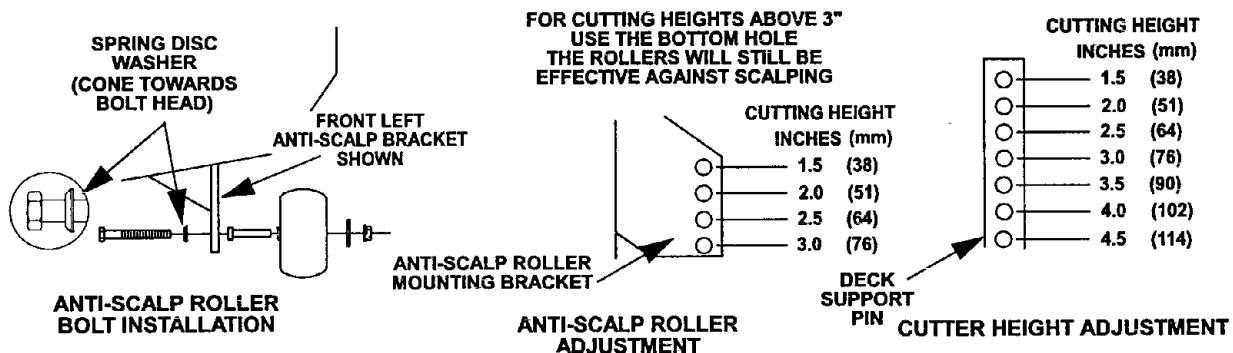 SPRING DISC
WASHER
(CONE TOWARDS
BOLT HEAD)
FRONT LEFT
ANTI-SCALP BRACKET
SHOWN
ANTI-SCALP ROLLER
BOLT INSTALLATION
FOR CUTTING HEIGHTS ABOVE 3"
USE THE BOTTOM HOLE
THE ROLLERS WILL STILL BE
EFFECTIVE AGAINST SCALPING
CUTTING HEIGHT
INCHES (mm)
1.5 (38)
2.0 (51)
2.5 (64)
3.0 (76)
ANTI-SCALP ROLLER
MOUNTING BRACKET
ANTI-SCALP ROLLER
ADJUSTMENT
CUTTING HEIGHT
INCHES (mm)
1.5 (38)
2.0 (51)
2.5 (64)
3.0 (76)
3.5 (90)
4.0 (102)
4.5 (114)
DECK
SUPPORT
PIN
CUTTER HEIGHT ADJUSTMENT